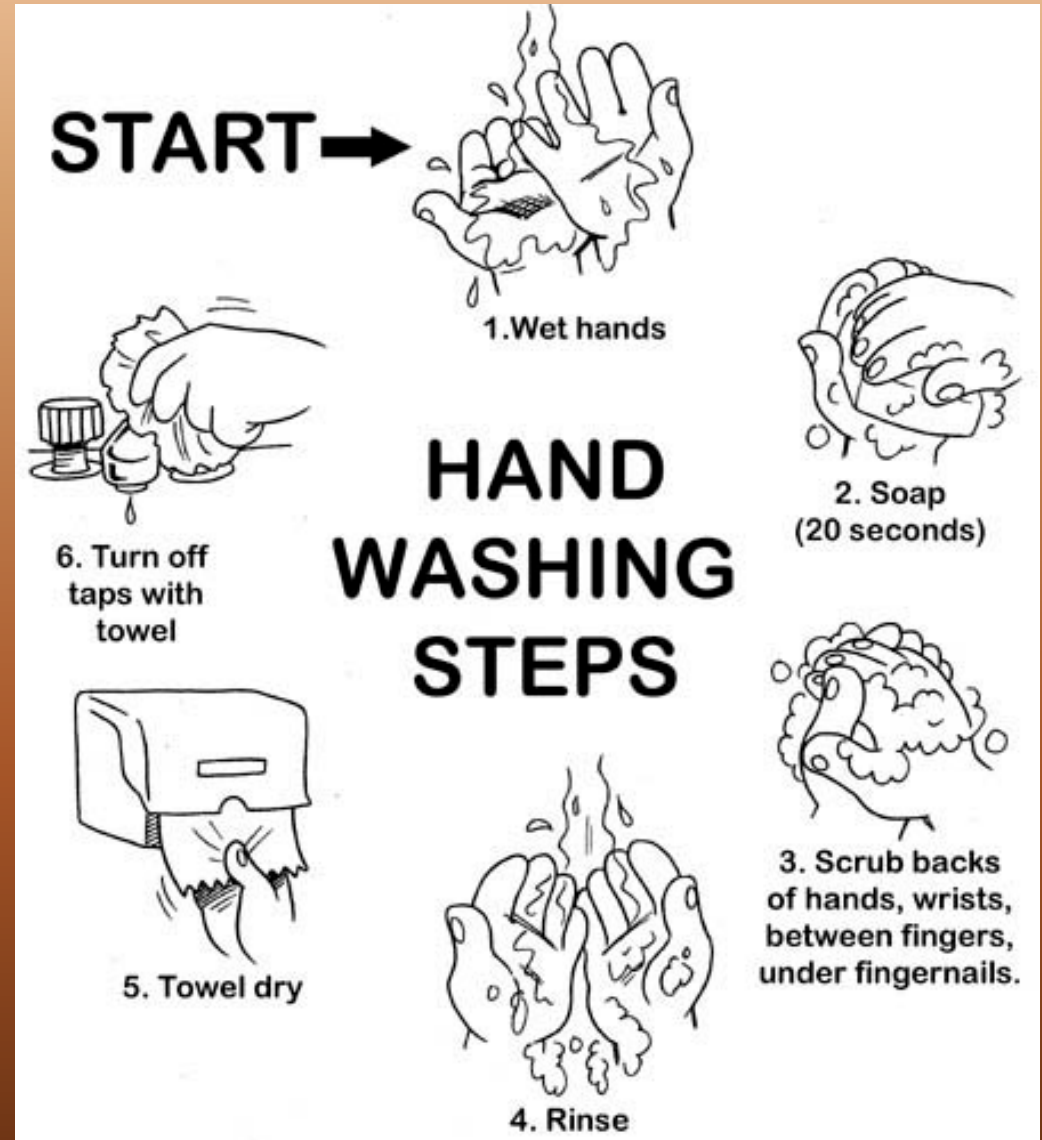 START
1.Wet hands
2. Soap
(20 seconds)
3. Scrub backs
of hands, wrists,
between fingers,
under fingernails.
4. Rinse
5. Towel dry
6. Turn off
taps with
towel
HAND
WASHING
STEPS